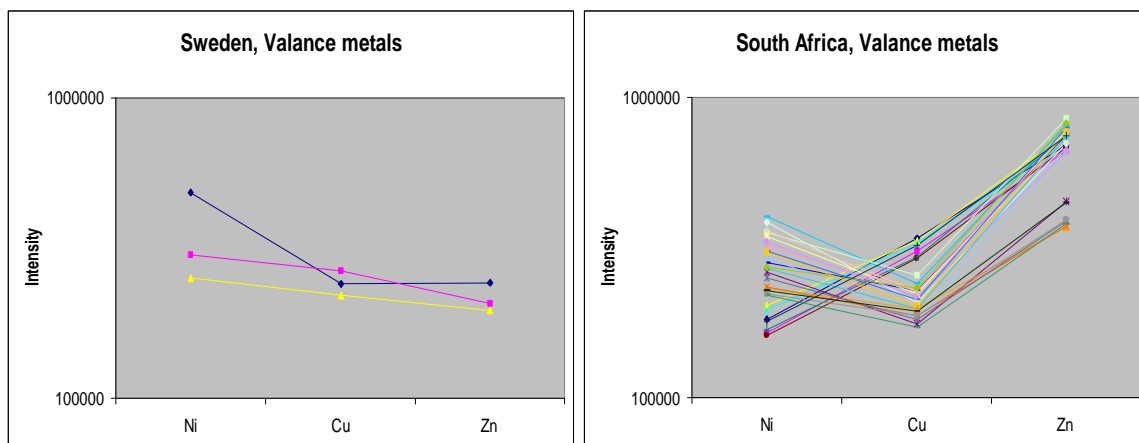 Sweden, Valance metals
1000000
Intensity
100000
Ni Cu Zn
South Africa, Valance metals
1000000
Intensity
100000
Ni Cu Zn